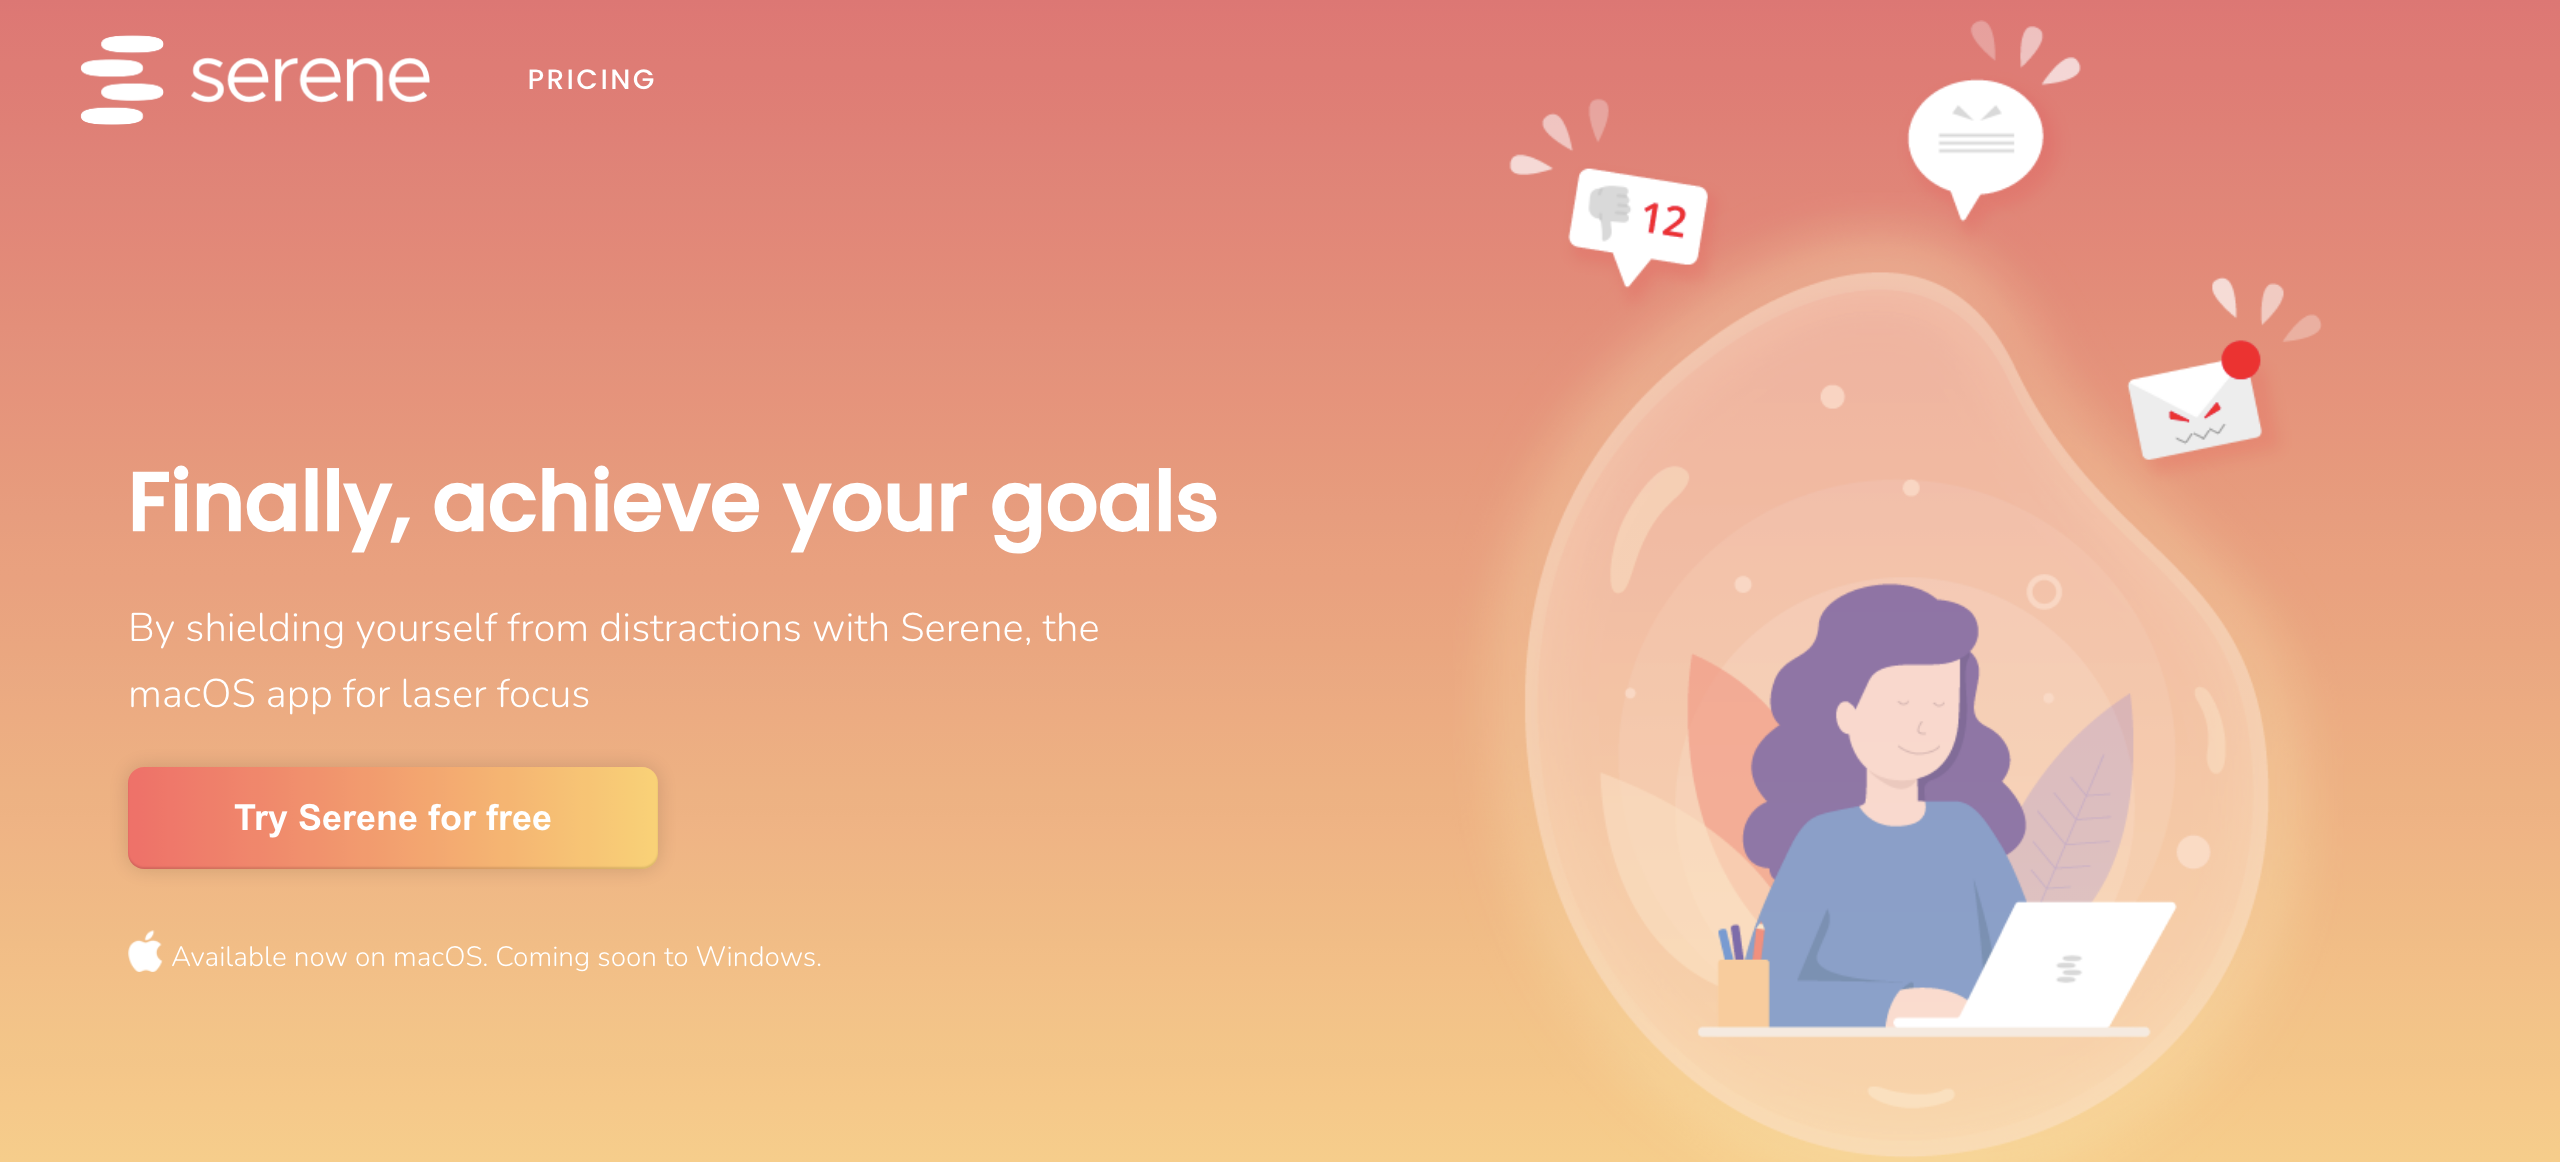 serene
PRICING
12
Finally, achieve your goals
By shielding yourself from distractions with Serene, the
macOS app for laser focus
Try Serene for free
Available now on macOS. Coming soon to Windows.